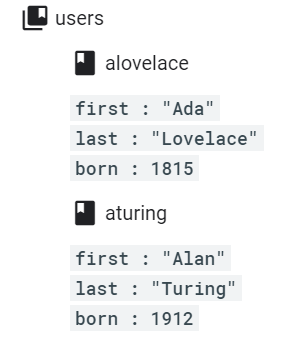 users
alovelace
first : "Ada"
last : "Lovelace"
born : 1815
aturing
first : "Alan"
last : "Turing"
born : 1912